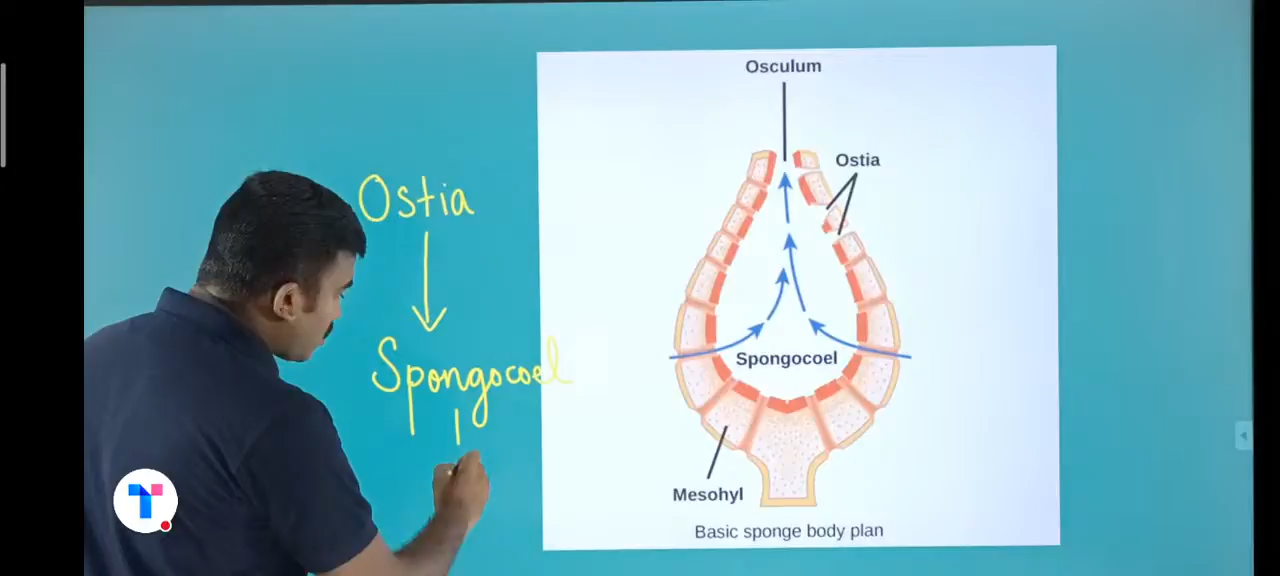 Osculum
Ostia
Ostia
Spongocoel
Spongocoel
Mesohyl
Basic sponge body plan